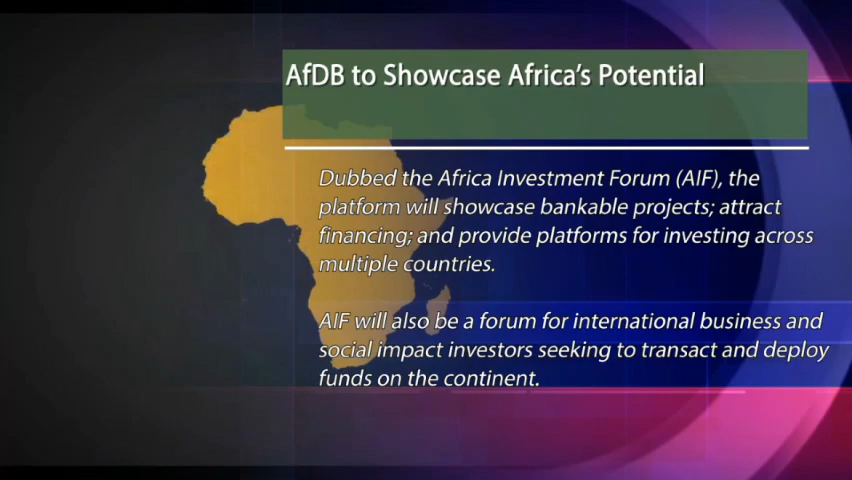 AfDB to Showcase Africa's Potential
Dubbed the Africa Investment Forum (AIF), the
platform will showcase bankable projects; attract
financing; and provide platforms for investing across
multiple countries.
AIF will also be a forum for international business and
social impact investors seeking to transact and deploy
funds on the continent.